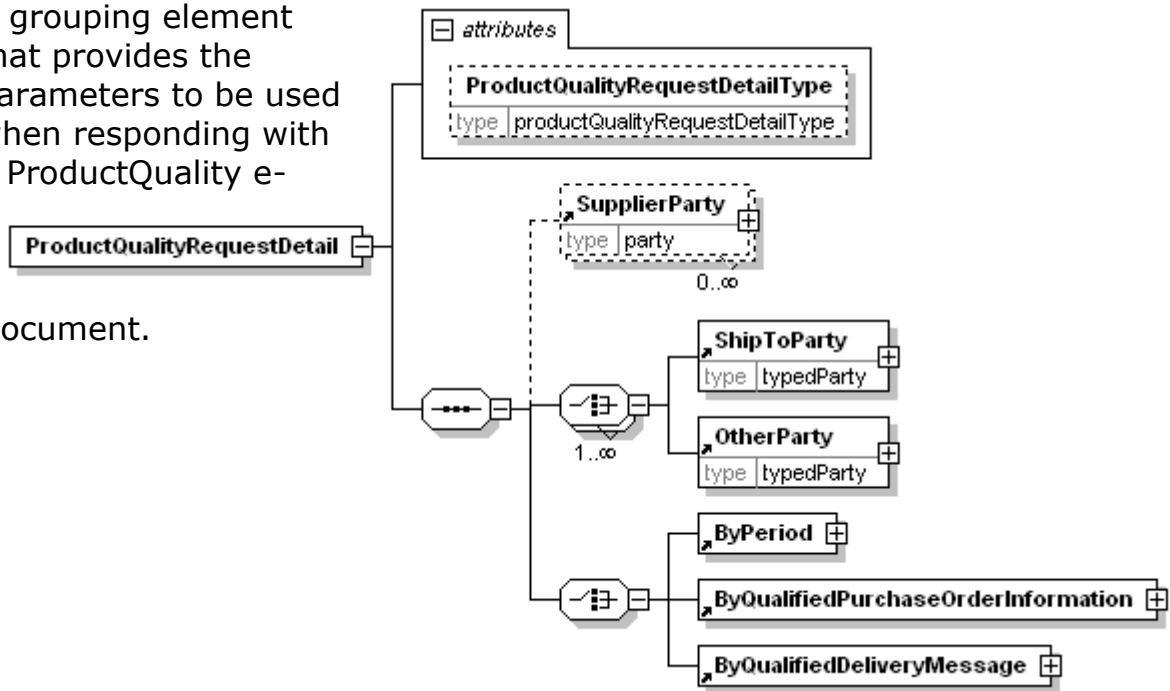 grouping element
hat provides the
arameters to be used
when responding with
ProductQuality e-
ocument.
ProductQualityRequestDetail
attributes
ProductQualityRequestDetailType
type productQualityRequestDetailType
SupplierParty
type party
0..∞
1..∞
ShipToParty
type typedParty
OtherParty
type typedParty
ByPeriod
ByQualifiedPurchaseOrderInformation
ByQualifiedDeliveryMessage